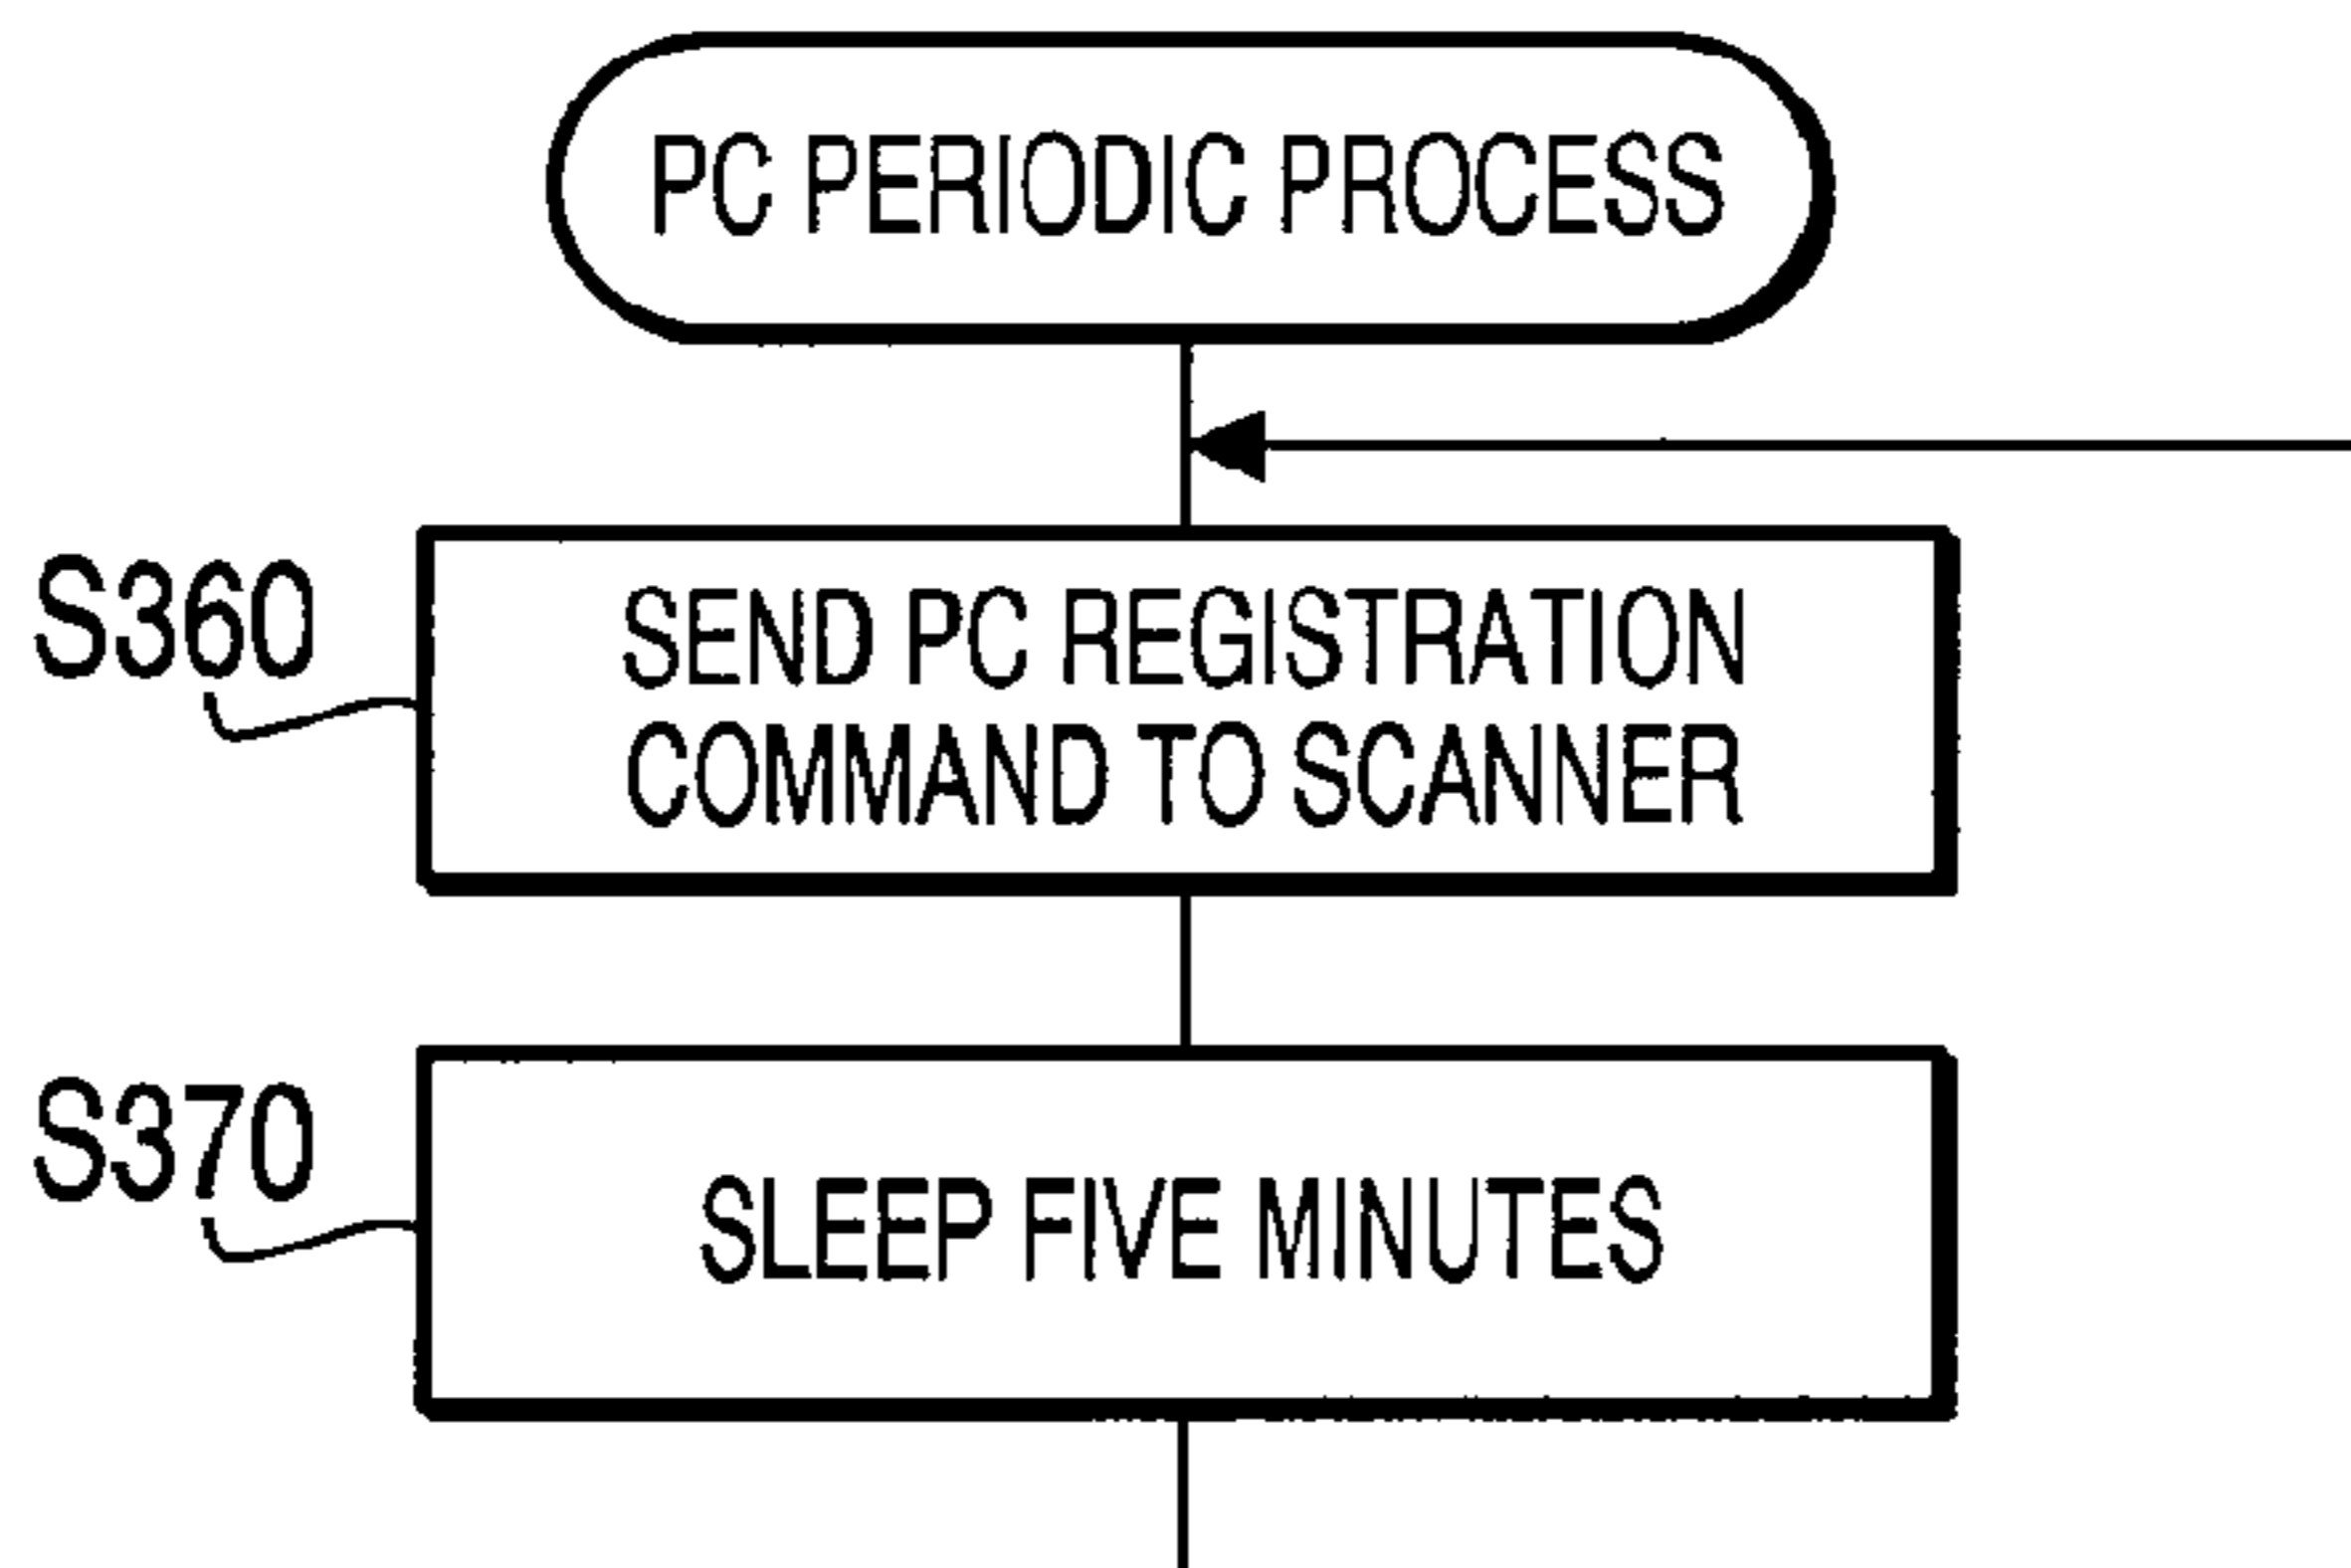 PC PERIODIC PROCESS
S360
SEND PC REGISTRATION
COMMAND TO SCANNER
S370
SLEEP FIVE MINUTES